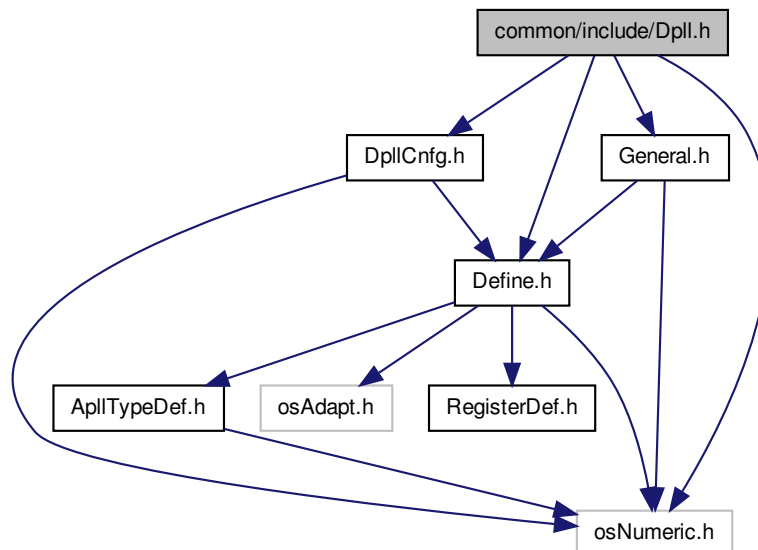 common/include/Dpll.h
DpllCnfg.h
General.h
Define.h
ApllTypeDef.h
osAdapt.h
RegisterDef.h
osNumeric.h